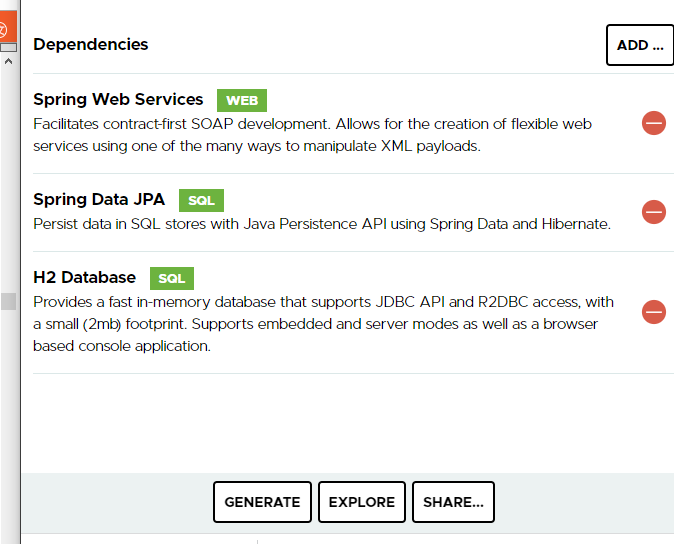 Dependencies
ADD ...
Spring Web Services WEB
Facilitates contract-first SOAP development. Allows for the creation of flexible web
services using one of the many ways to manipulate XML payloads.
Spring Data JPA SQL
Persist data in SQL stores with Java Persistence API using Spring Data and Hibernate.
H2 Database SQL
Provides a fast in-memory database that supports JDBC API and R2DBC access, with
a small (2mb) footprint. Supports embedded and server modes as well as a browser
based console application.
GENERATE EXPLORE SHARE...